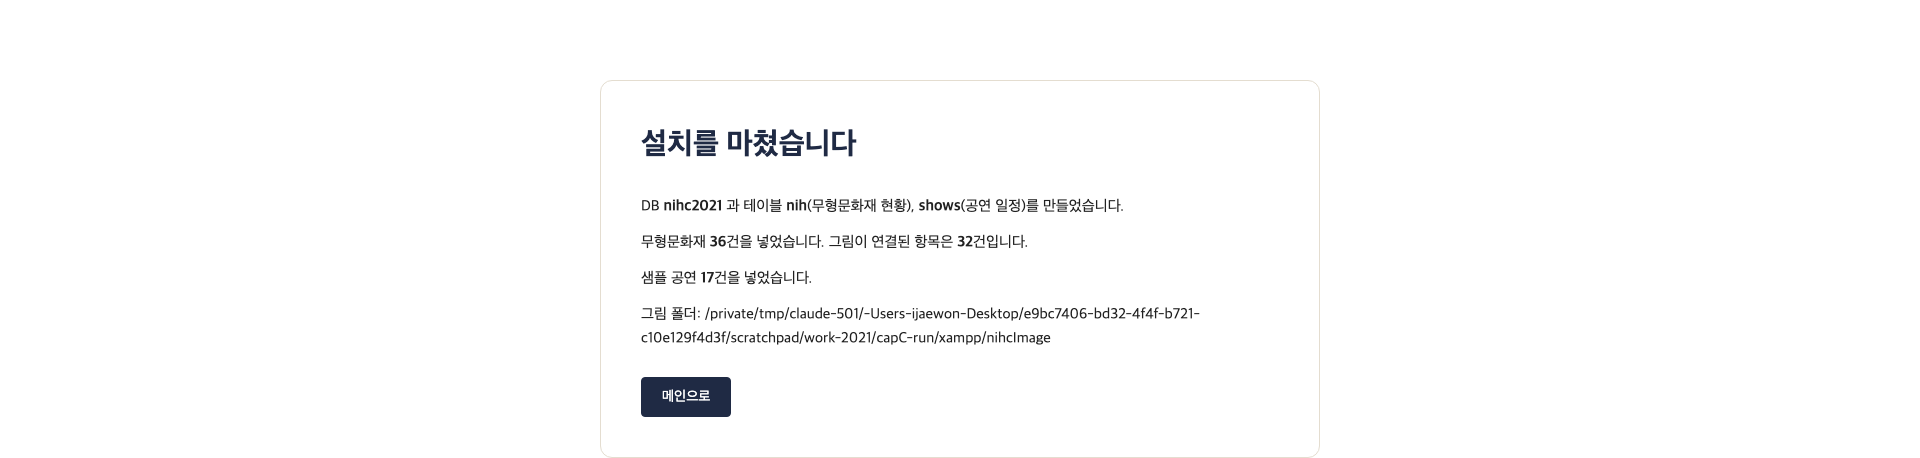 설치를 마쳤습니다
DB nihc2021 과 테이블 nih(무형문화재 현황), shows(공연 일정)를 만들었습니다.
무형문화재 36건을 넣었습니다. 그림이 연결된 항목은 32건입니다.
샘플 공연 17건을 넣었습니다.
그림 폴더: /private/tmp/claude-501/-Users-ijaewon-Desktop/e9bc7406-bd32-4f4f-b721-
c10e129f4d3f/scratchpad/work-2021/capC-run/xampp/nihcImage
메인으로